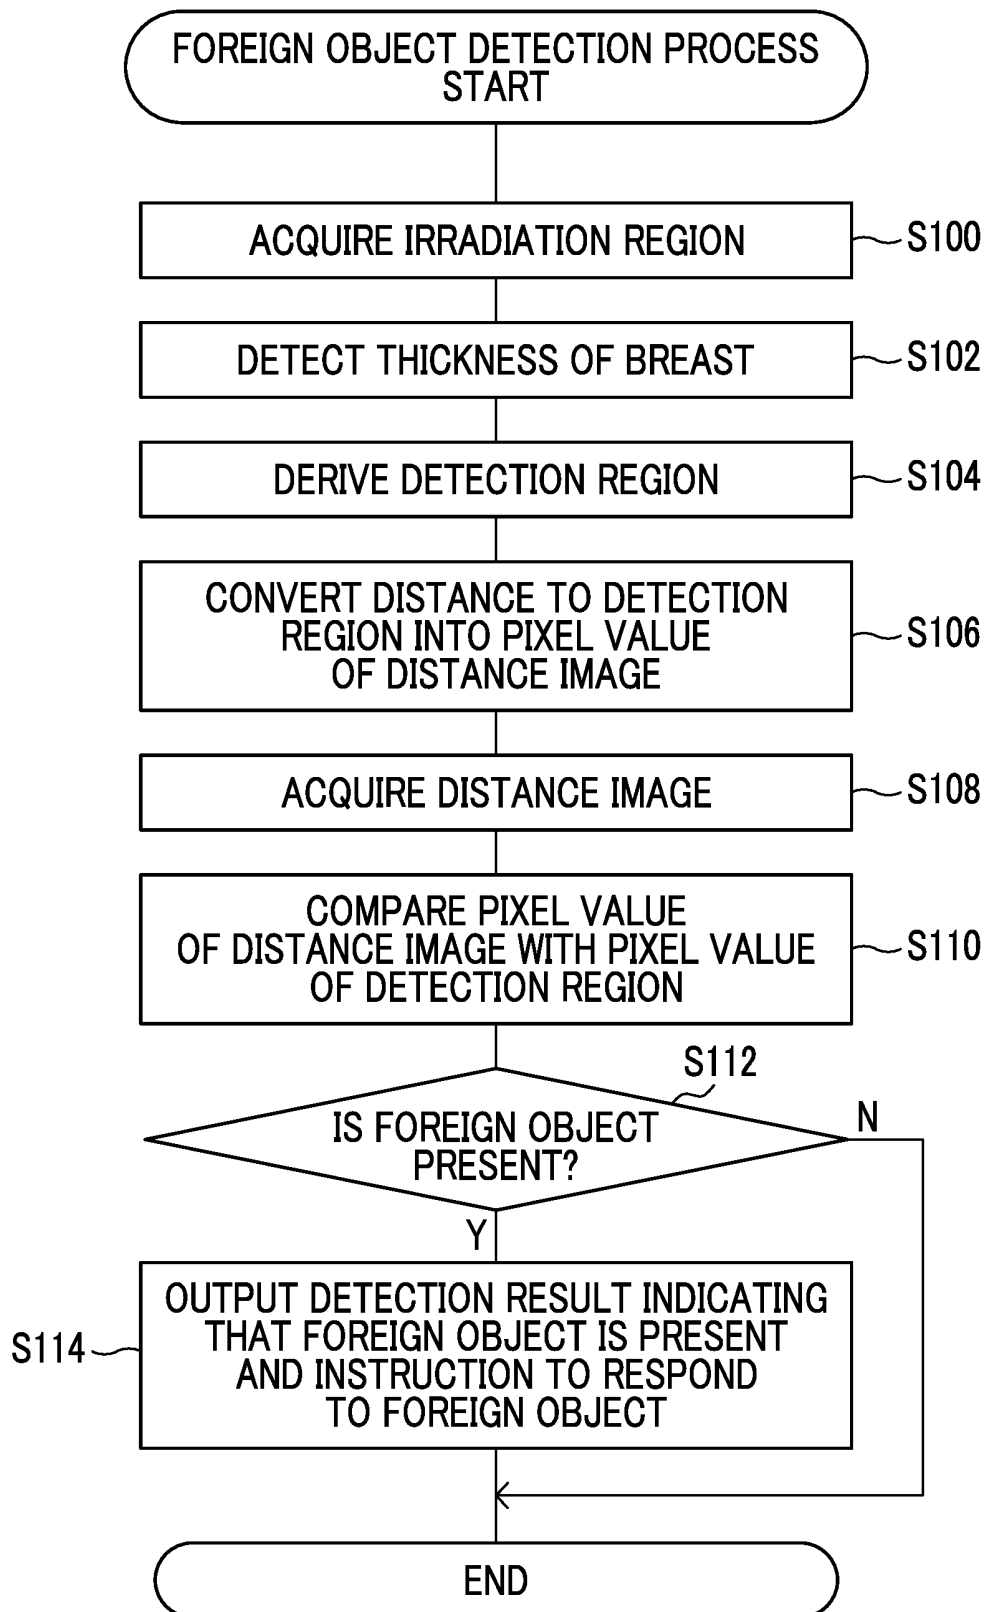 FOREIGN OBJECT DETECTION PROCESS
START
ACQUIRE IRRADIATION REGION
S100
DETECT THICKNESS OF BREAST
S102
DERIVE DETECTION REGION
S104
CONVERT DISTANCE TO DETECTION
REGION INTO PIXEL VALUE
OF DISTANCE IMAGE
S106
ACQUIRE DISTANCE IMAGE
S108
COMPARE PIXEL VALUE
OF DISTANCE IMAGE WITH PIXEL VALUE
OF DETECTION REGION
S110
S112
IS FOREIGN OBJECT
PRESENT?
N
Y
OUTPUT DETECTION RESULT INDICATING
THAT FOREIGN OBJECT IS PRESENT
AND INSTRUCTION TO RESPOND
TO FOREIGN OBJECT
S114
END